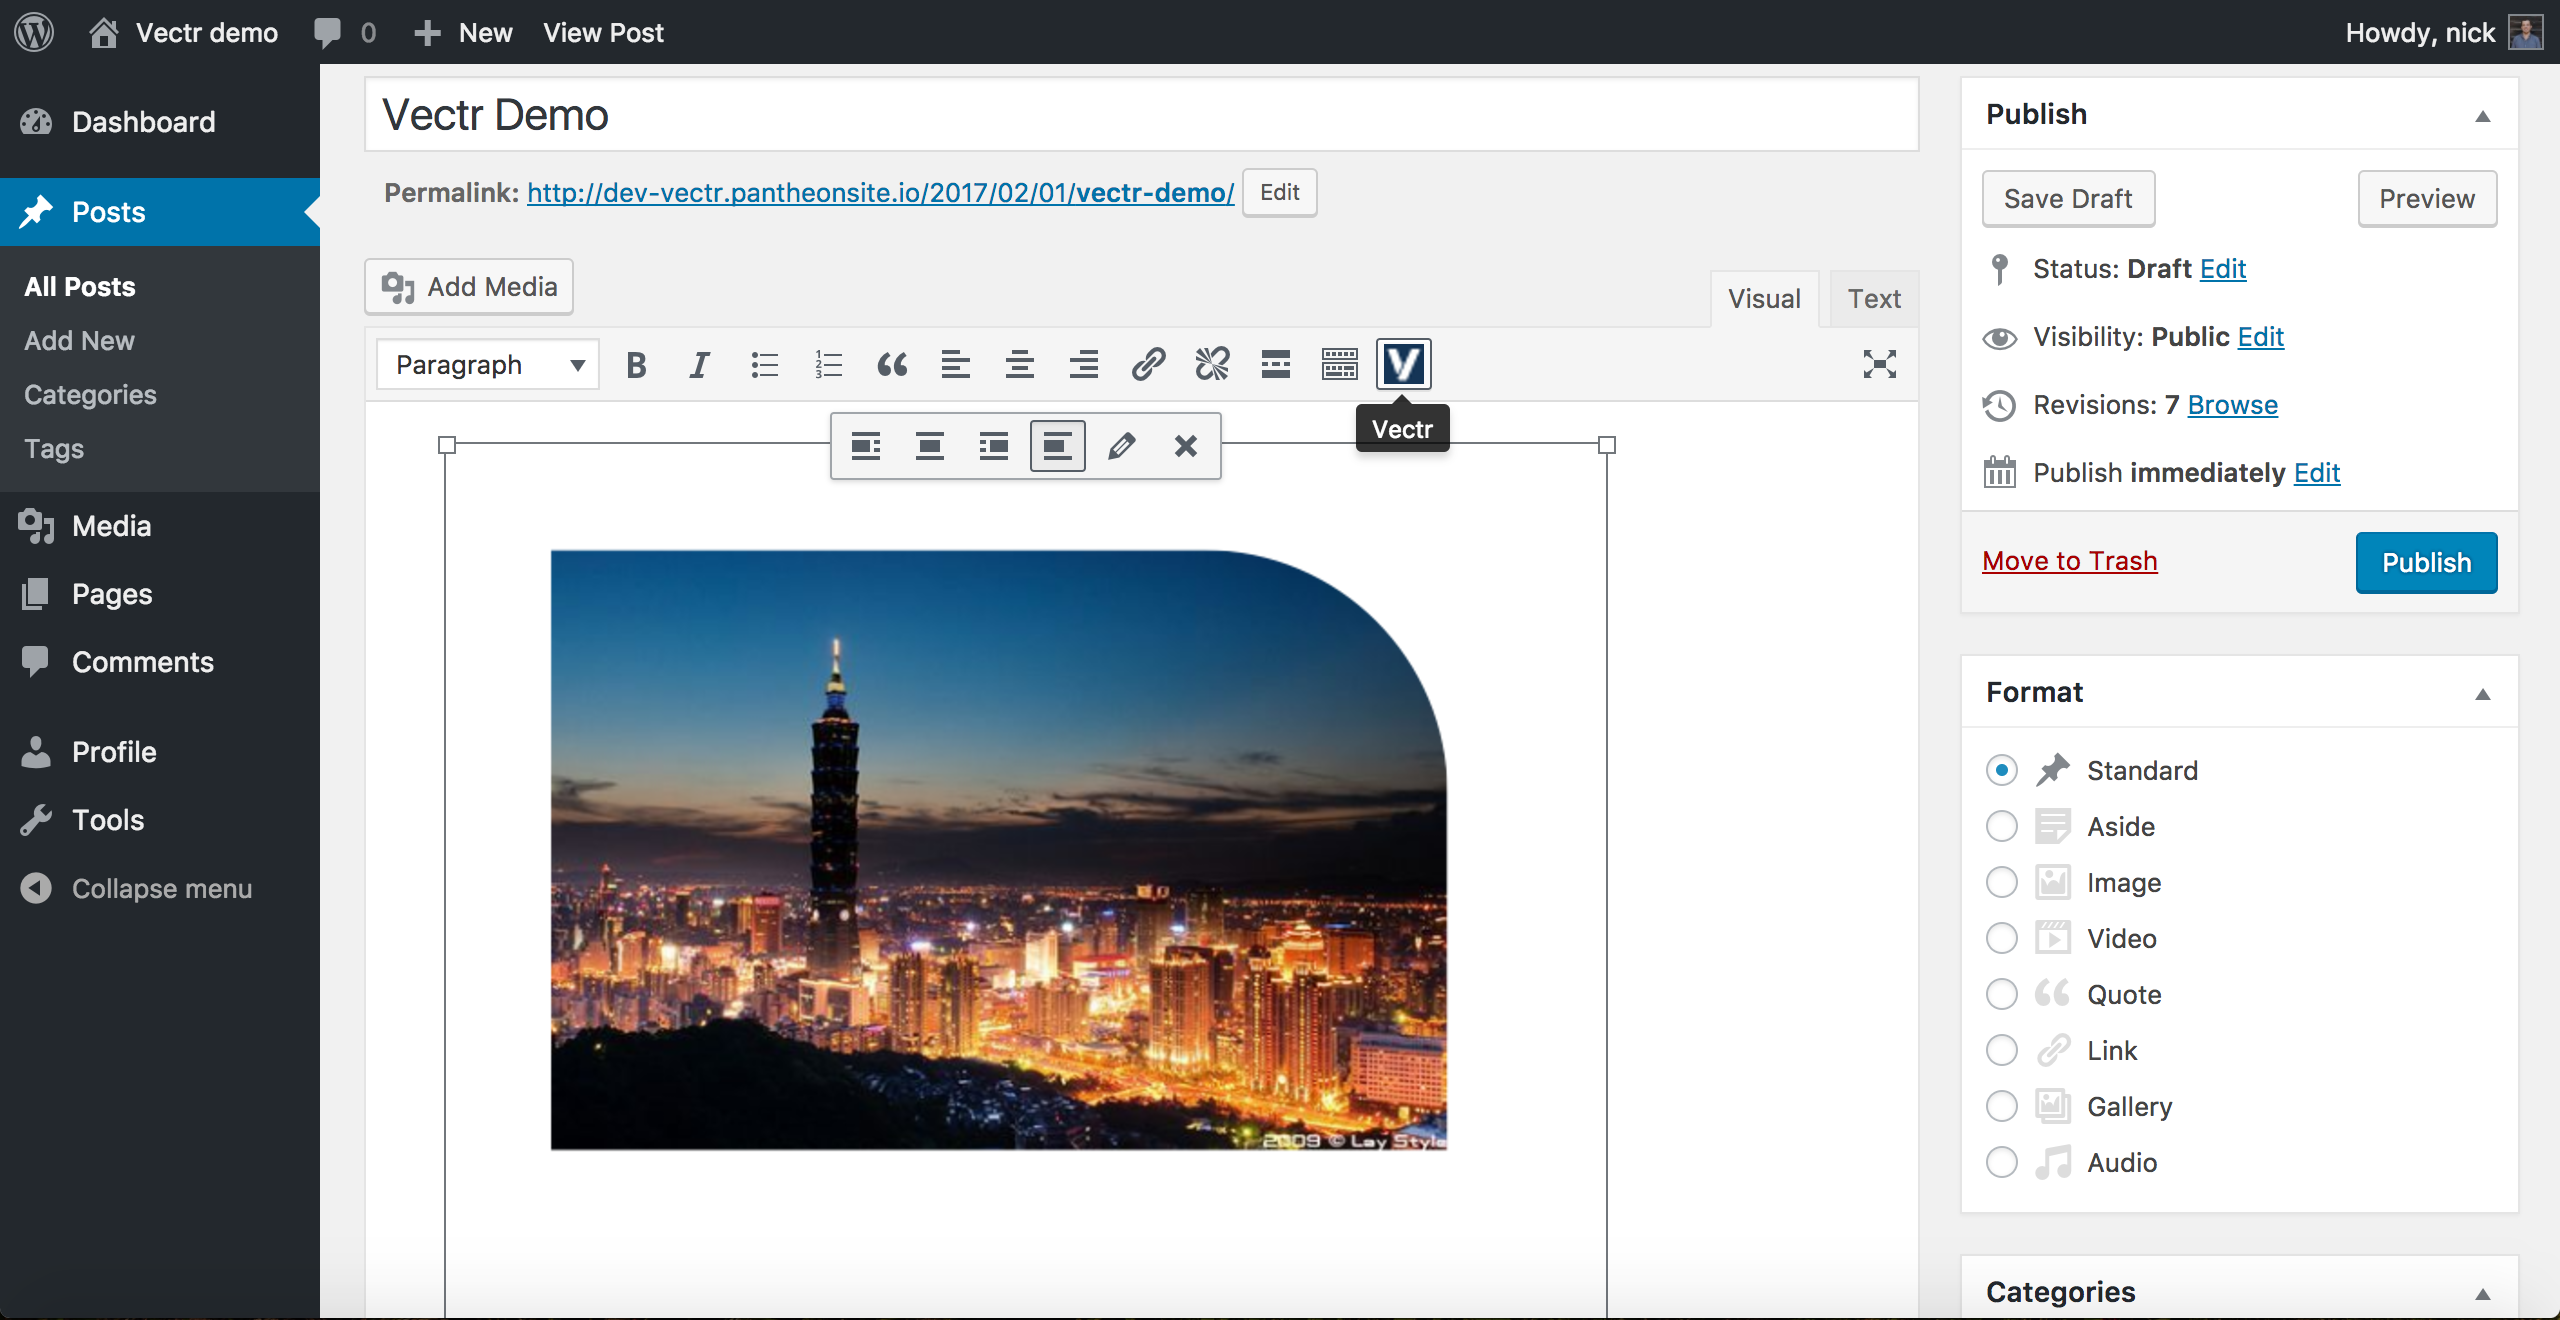 Vectr demo
0
New
View Post
Howdy, nick
Dashboard
Posts
All Posts
Add New
Categories
Tags
Media
Pages
Comments
Profile
Tools
Collapse menu
Vectr Demo
Permalink: http://dev-vectr.pantheonsite.io/2017/02/01/vectr-demo/ Edit
Add Media
Visual
Text
Paragraph
B
I
V
Vectr
2009 © Lay Style
Publish
Save Draft
Preview
Status: Draft Edit
Visibility: Public Edit
Revisions: 7 Browse
Publish immediately Edit
Move to Trash
Publish
Format
Standard
Aside
Image
Video
Quote
Link
Gallery
Audio
Categories